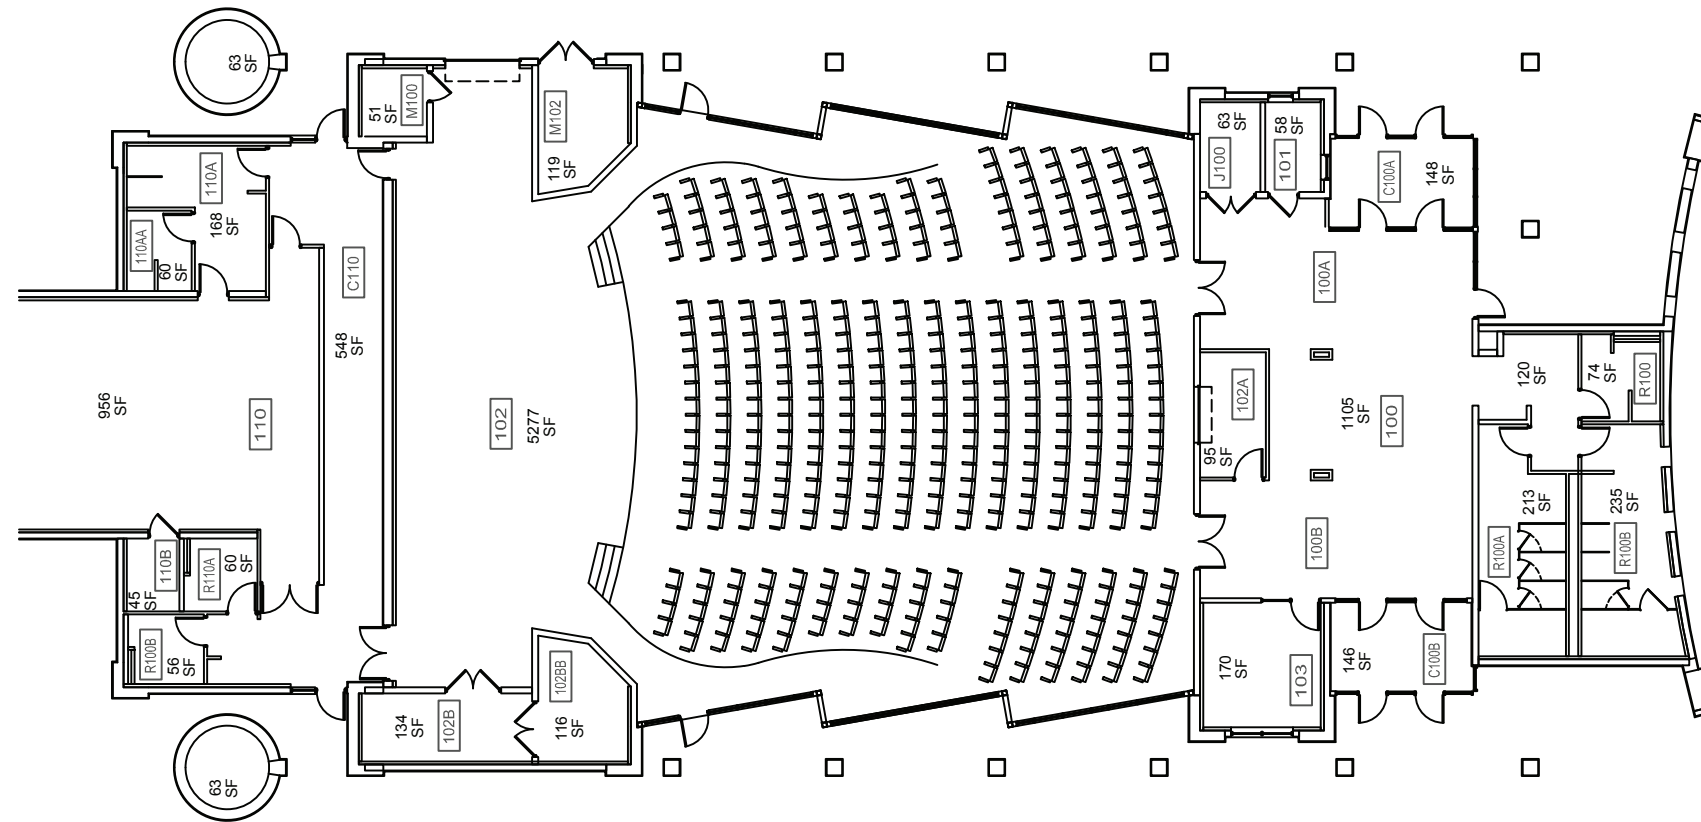 63
SF
110A
168
SF
110AA
60
SF
956
SF
110
C110
548
SF
110B
45
SF
R110A
60
SF
R100B
56
SF
63
SF
51
SF
M100
M102
119
SF
102
5277
SF
134
SF
102B
102BB
116
SF
63
SF
J100
58
SF
101
C100A
148
SF
100A
102A
95
SF
1105
SF
100
100B
170
SF
103
146
SF
C100B
120
SF
74
SF
R100
213
SF
R100A
235
SF
R100B